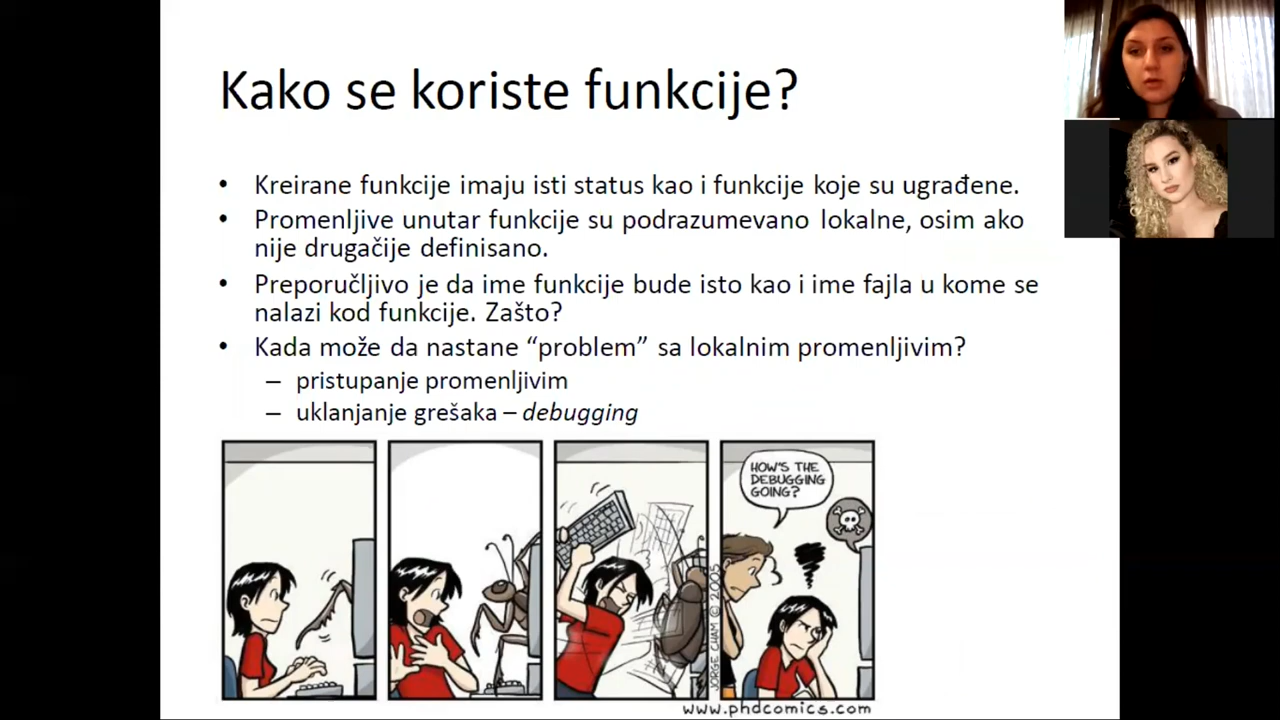 Kako se koriste funkcije?
• Kreirane funkcije imaju isti status kao i funkcije koje su ugrađene.
• Promenljive unutar funkcije su podrazumevano lokalne, osim ako
nije drugačije definisano.
• Preporučljivo je da ime funkcije bude isto kao i ime fajla u kome se
nalazi kod funkcije. Zašto?
• Kada može da nastane “problem” sa lokalnim promenljivim?
– pristupanje promenljivim
– uklanjanje grešaka – debugging
HOW'S THE
DEBUGGING
GOING?
JORGE CHAM © 2005
www.phdcomics.com